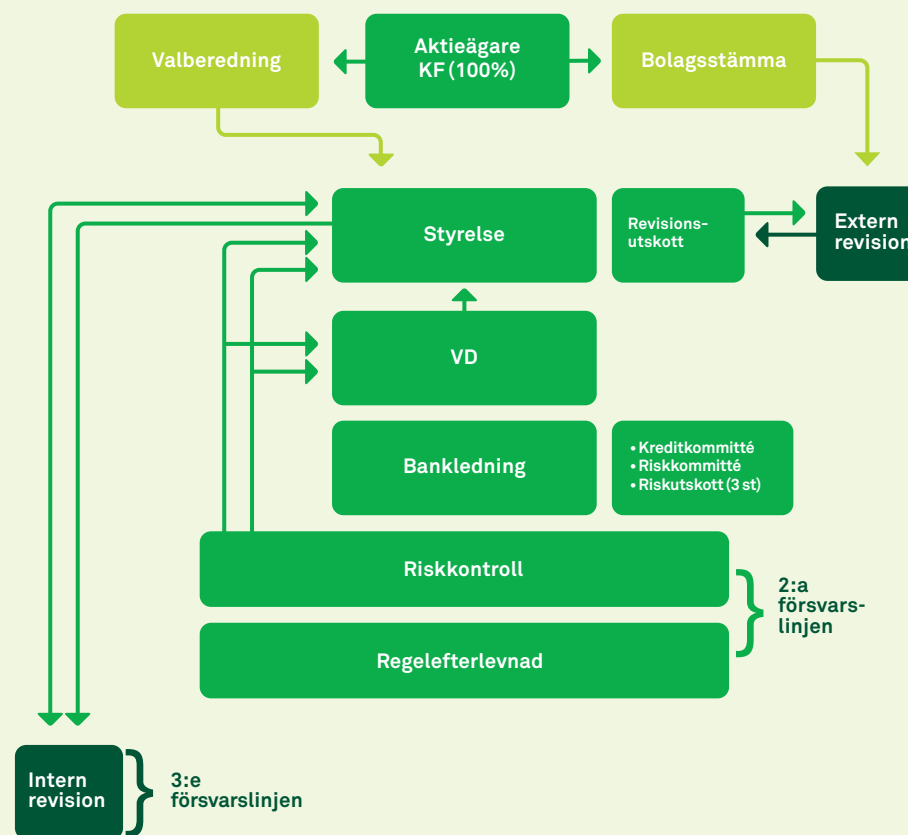 Valberedning
Aktieägare
KF (100%)
Bolagsstämma
Styrelse
Revisions-
utskott
Extern
revision
VD
Bankledning
• Kreditkommitté
• Riskkommitté
• Riskutskott (3 st)
Riskkontroll
Regelefterlevnad
2:a
försvars-
linjen
Intern
revision
3:e
försvarslinjen